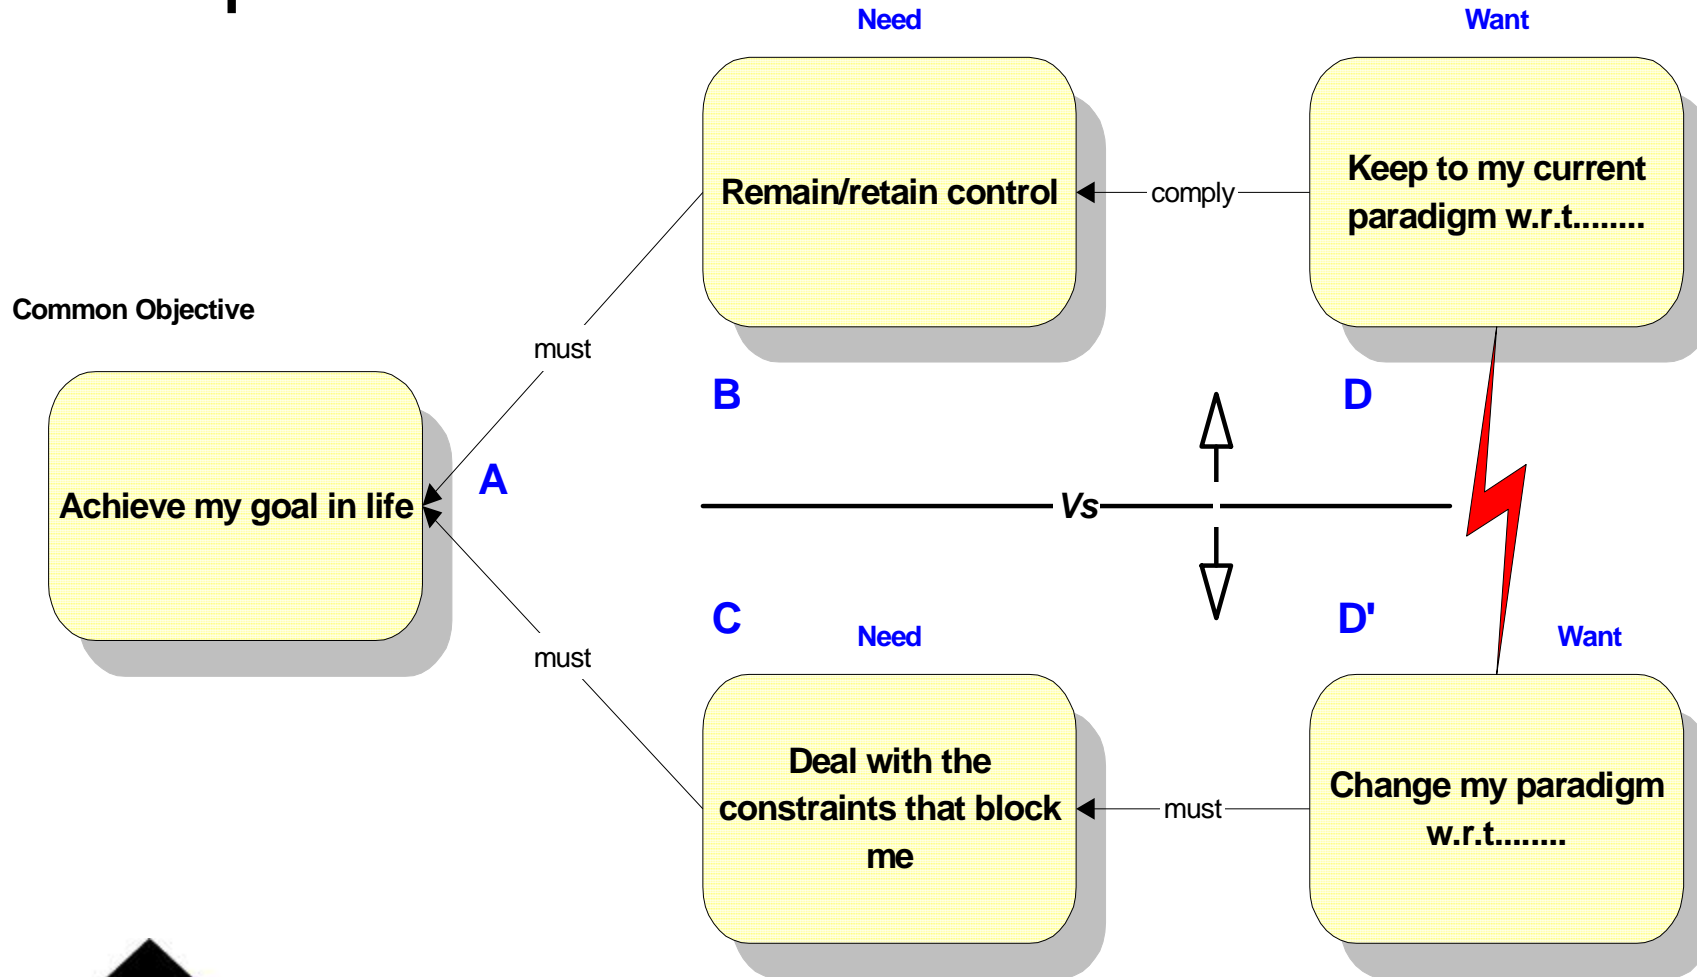 Need
Want
Remain/retain control
comply
Keep to my current
paradigm w.r.t........
Common Objective
must
B
D
A
Achieve my goal in life
Vs
must
C
Need
D'
Want
Deal with the
constraints that block
me
must
Change my paradigm
w.r.t........